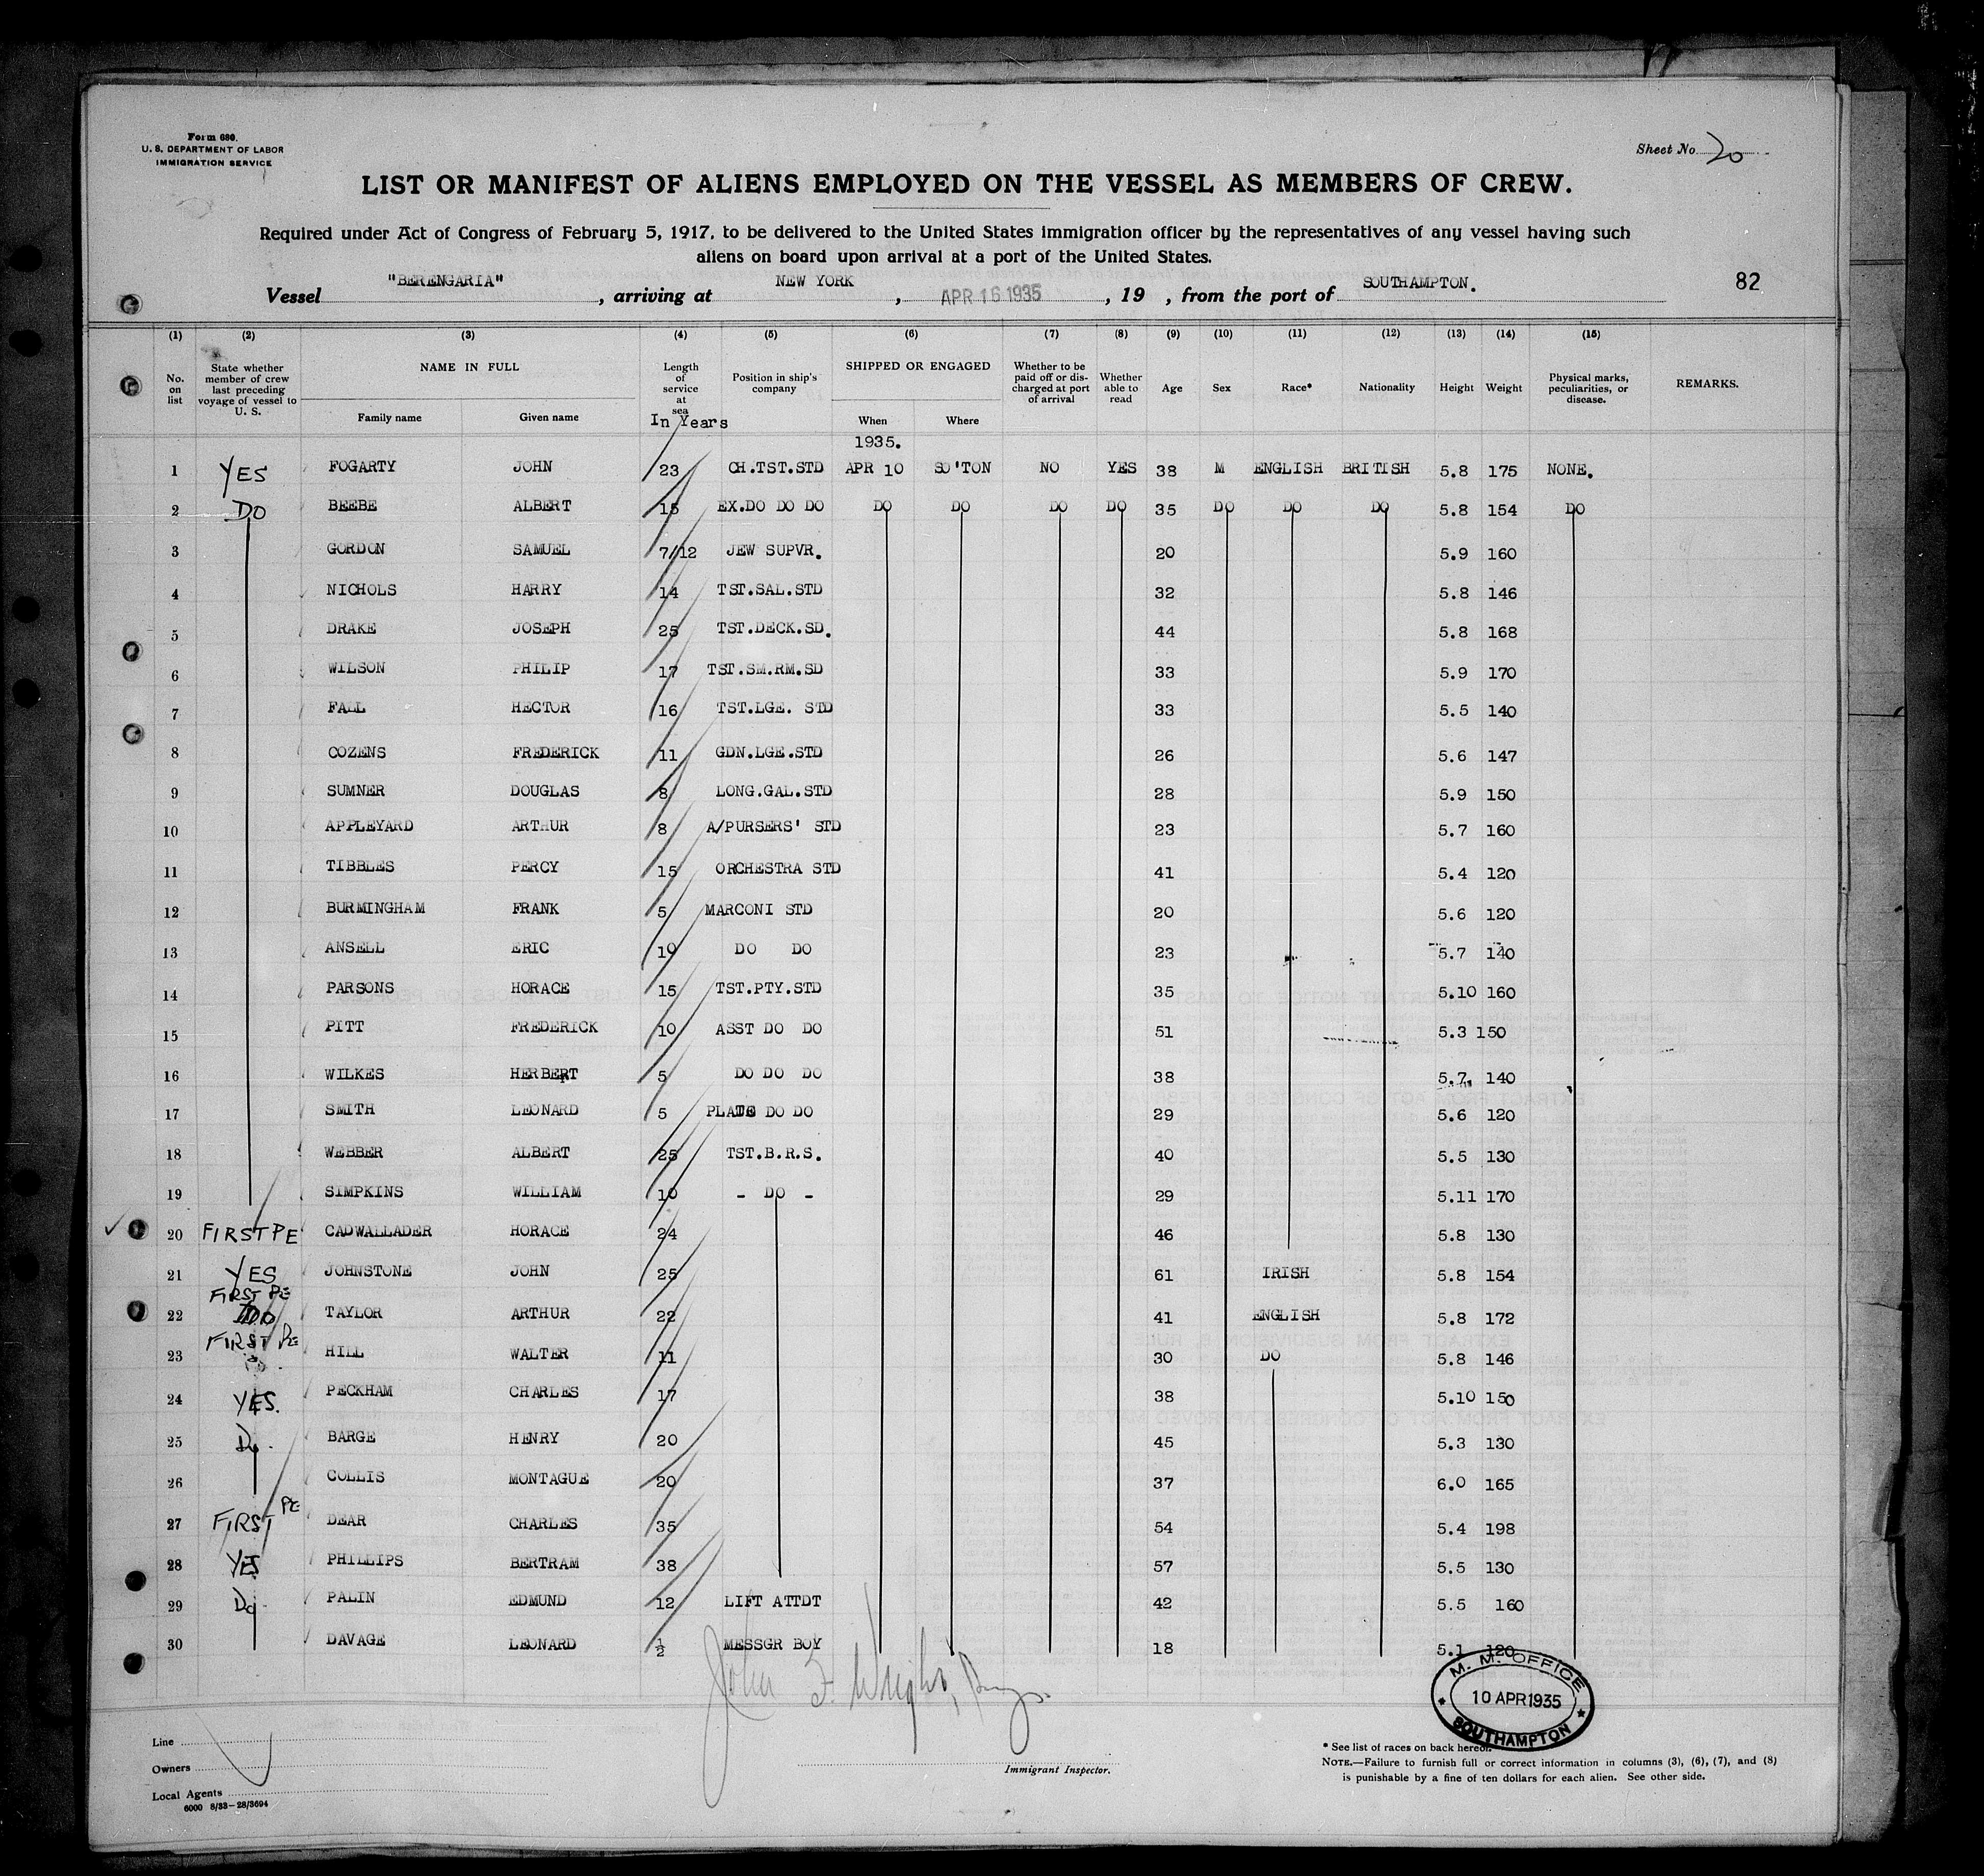 Form 680.
U. S. DEPARTMENT OF LABOR
IMMIGRATION SERVICE
Sheet No. 20
LIST OR MANIFEST OF ALIENS EMPLOYED ON THE VESSEL AS MEMBERS OF CREW.
Required under Act of Congress of February 5, 1917, to be delivered to the United States immigration officer by the representatives of any vessel having such
aliens on board upon arrival at a port of the United States.
Vessel "BERENGARIA", arriving at NEW YORK, APR 16 1935, 19 , from the port of SOUTHAMPTON. 82
(1) (2) (3) (4) (5) (6) (7) (8) (9) (10) (11) (12) (13) (14) (15)
No. on list State whether member of crew last preceding voyage of vessel to U. S. NAME IN FULL Family name Given name Length of service at sea In Years Position in ship's company SHIPPED OR ENGAGED When Where Whether to be paid off or discharged at port of arrival Whether able to read Age Sex Race* Nationality Height Weight Physical marks, peculiarities, or disease. REMARKS.
1935.
1 YES FOGARTY JOHN 23 CH.TST.STD APR 10 SO'TON NO YES 38 M ENGLISH BRITISH 5.8 175 NONE.
2 DO BEEBE ALBERT 15 EX.DO DO DO DO DO DO DO 35 DO DO DO 5.8 154 DO
3 GORDON SAMUEL 7/12 JEW SUPVR. 20 5.9 160
4 NICHOLS HARRY 14 TST.SAL.STD 32 5.8 146
5 DRAKE JOSEPH 25 TST.DECK.SD. 44 5.8 168
6 WILSON PHILIP 17 TST.SM.RM.SD 33 5.9 170
7 FALL HECTOR 16 TST.LGE. STD 33 5.5 140
8 COZENS FREDERICK 11 GDN.LGE.STD 26 5.6 147
9 SUMNER DOUGLAS 8 LONG.GAL.STD 28 5.9 150
10 APPLEYARD ARTHUR 8 A/PURSERS' STD 23 5.7 160
11 TIBBLES PERCY 15 ORCHESTRA STD 41 5.4 120
12 BURMINGHAM FRANK 5 MARCONI STD 20 5.6 120
13 ANSELL ERIC 10 DO DO 23 5.7 140
14 PARSONS HORACE 15 TST.PTY.STD 35 5.10 160
15 PITT FREDERICK 10 ASST DO DO 51 5.3 150
16 WILKES HERBERT 5 DO DO DO 38 5.7 140
17 SMITH LEONARD 5 PLATE DO DO 29 5.6 120
18 WEBBER ALBERT 25 TST.B.R.S. 40 5.5 130
19 SIMPKINS WILLIAM 10 - DO - 29 5.11 170
20 FIRST PE CADWALLADER HORACE 24 46 5.8 130
21 YES JOHNSTONE JOHN 25 61 IRISH 5.8 154
22 FIRST PE DO TAYLOR ARTHUR 22 41 ENGLISH 5.8 172
23 FIRST PE HILL WALTER 11 30 DO 5.8 146
24 YES. PECKHAM CHARLES 17 38 5.10 150
25 Do. BARGE HENRY 20 45 5.3 130
26 COLLIS MONTAGUE 20 37 6.0 165
27 FIRST PE DEAR CHARLES 35 54 5.4 198
28 YES PHILLIPS BERTRAM 38 57 5.5 130
29 Do PALIN EDMUND 12 LIFT ATTDT 42 5.5 160
30 DAVAGE LEONARD 1/2 MESSGR BOY 18 5.1 120
John F. Wright,
M. M. OFFICE
10 APR 1935
SOUTHAMPTON
Line
Owners
Local Agents
6000 8/33—28/3694
Immigrant Inspector.
* See list of races on back hereof.
NOTE.—Failure to furnish full or correct information in columns (3), (6), (7), and (8)
is punishable by a fine of ten dollars for each alien. See other side.